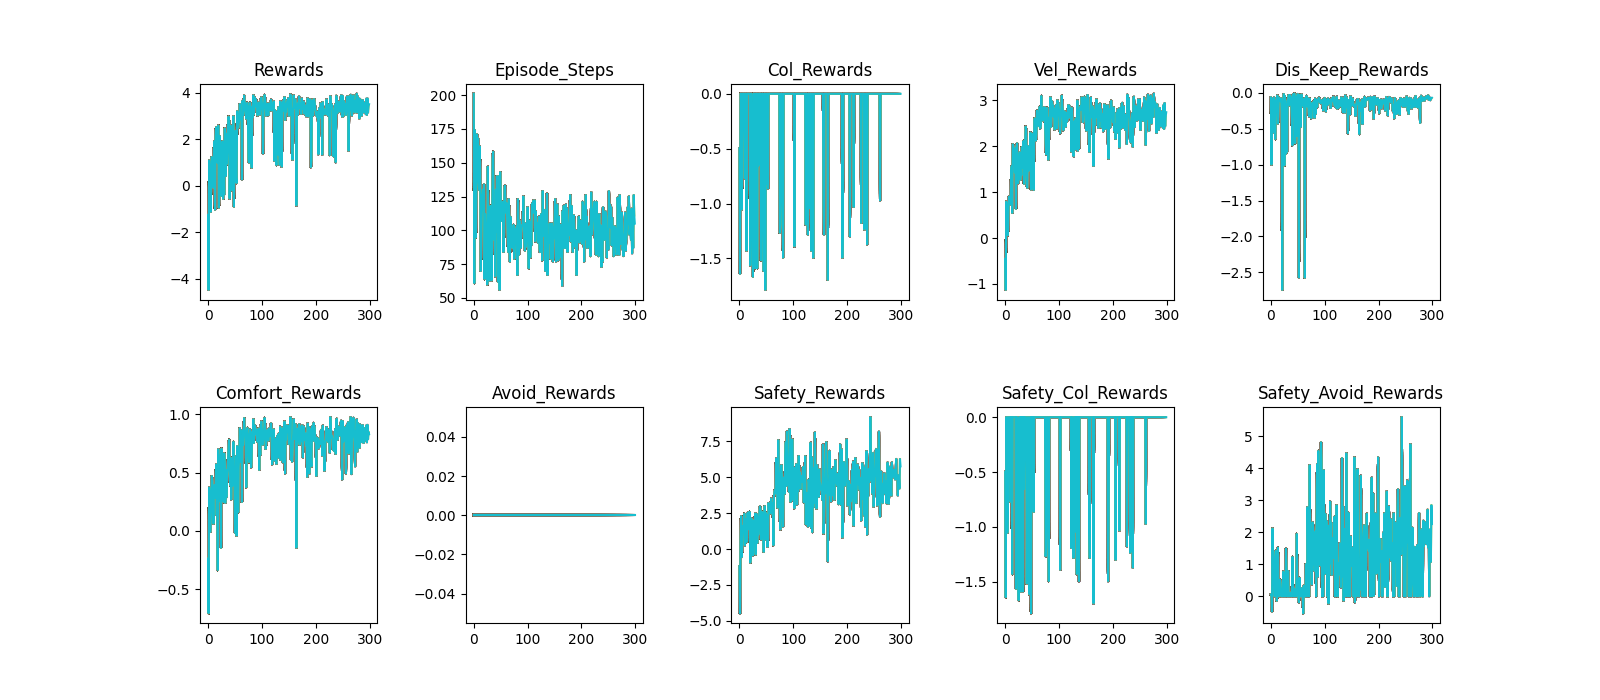 Rewards Episode_Steps Col_Rewards Vel_Rewards Dis_Keep_Rewards
4 200 0.0 3 0.0
2 175 -0.5
150 −0.5 2 −1.0
0 125 −1.0 1 −1.5
−2 100 0 −2.0
−4 75 −1.5 −1 −2.5
50
0 100 200 300 0 100 200 300 0 100 200 300 0 100 200 300 0 100 200 300
Comfort_Rewards Avoid_Rewards Safety_Rewards Safety_Col_Rewards Safety_Avoid_Rewards
1.0 0.04 7.5 0.0 5
0.5 0.02 5.0 −0.5 4
0.0 0.00 2.5 −1.0 3
−0.5 −0.02 0.0 −1.5 2
−0.04 −2.5 1
−5.0 0
0 100 200 300 0 100 200 300 0 100 200 300 0 100 200 300 0 100 200 300